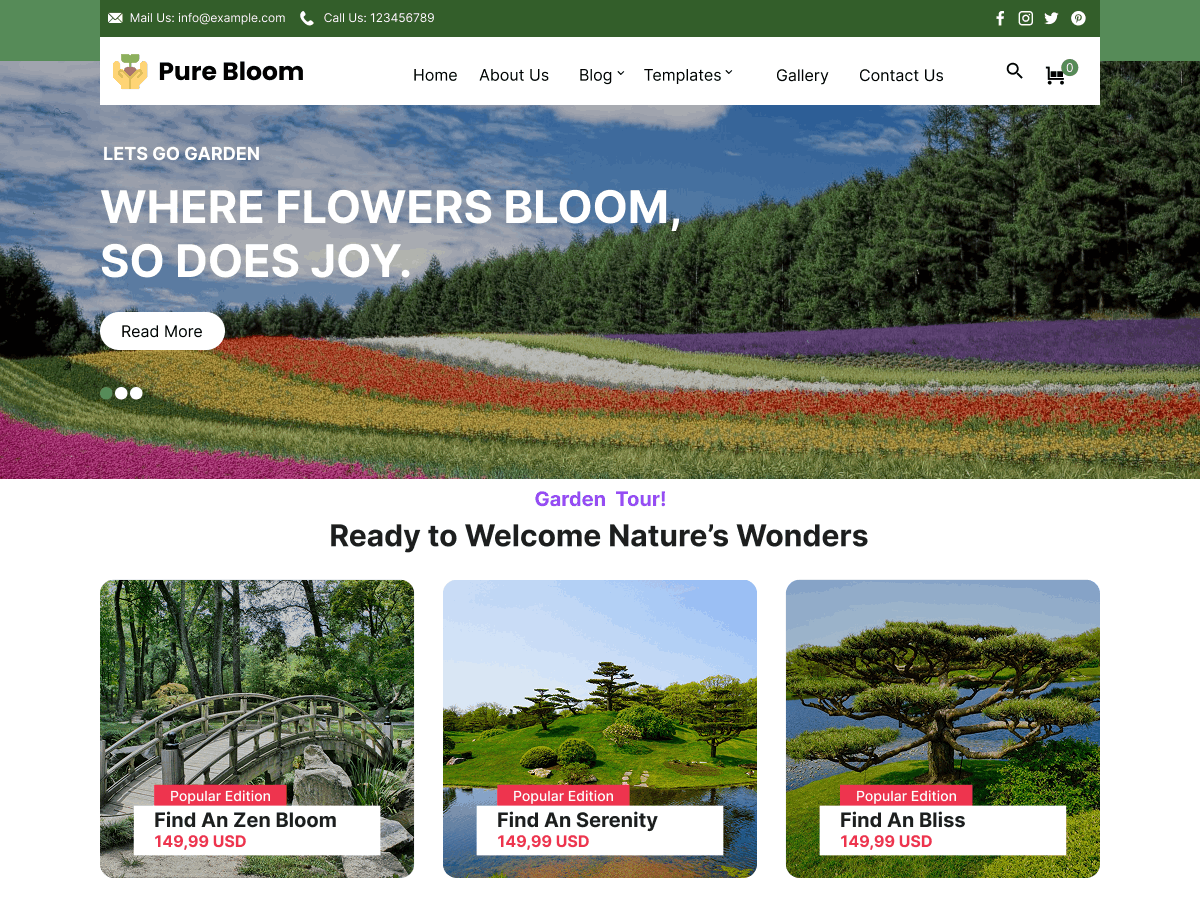 Mail Us: info@example.com
Call Us: 123456789
Pure Bloom
Home
About Us
Blog
Templates
Gallery
Contact Us
0
LETS GO GARDEN
WHERE FLOWERS BLOOM,
SO DOES JOY.
Read More
Garden Tour!
Ready to Welcome Nature’s Wonders
Popular Edition
Find An Zen Bloom
149,99 USD
Popular Edition
Find An Serenity
149,99 USD
Popular Edition
Find An Bliss
149,99 USD